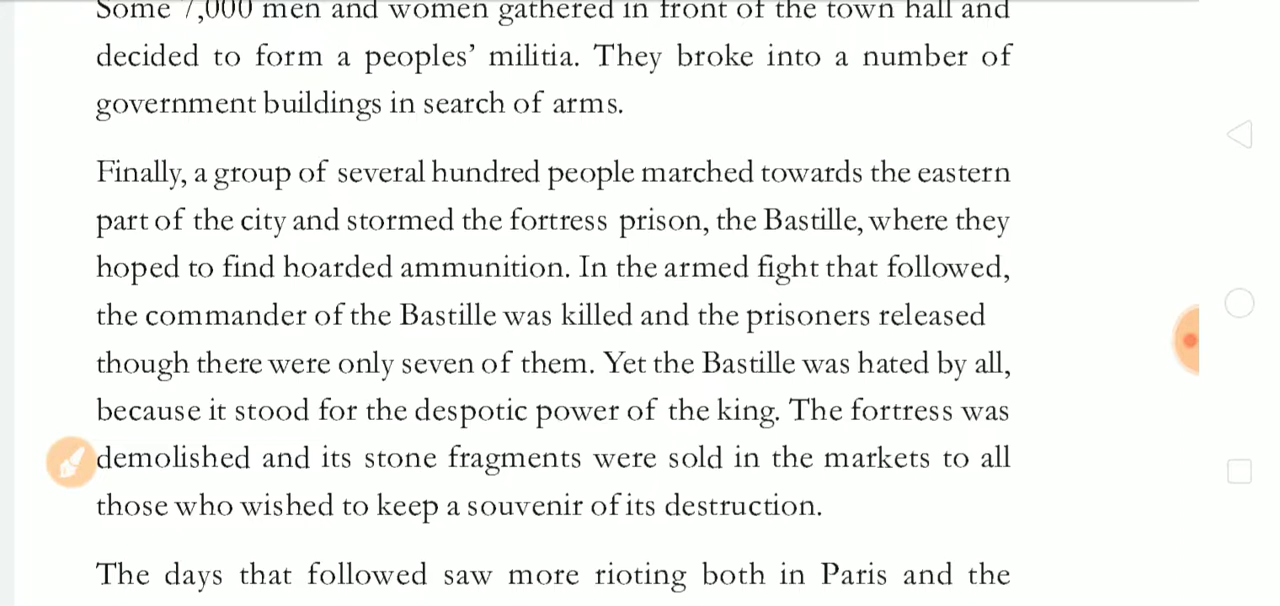 Some 7,000 men and women gathered in front of the town hall and
decided to form a peoples’ militia. They broke into a number of
government buildings in search of arms.
Finally, a group of several hundred people marched towards the eastern
part of the city and stormed the fortress prison, the Bastille, where they
hoped to find hoarded ammunition. In the armed fight that followed,
the commander of the Bastille was killed and the prisoners released
though there were only seven of them. Yet the Bastille was hated by all,
because it stood for the despotic power of the king. The fortress was
demolished and its stone fragments were sold in the markets to all
those who wished to keep a souvenir of its destruction.
The days that followed saw more rioting both in Paris and the